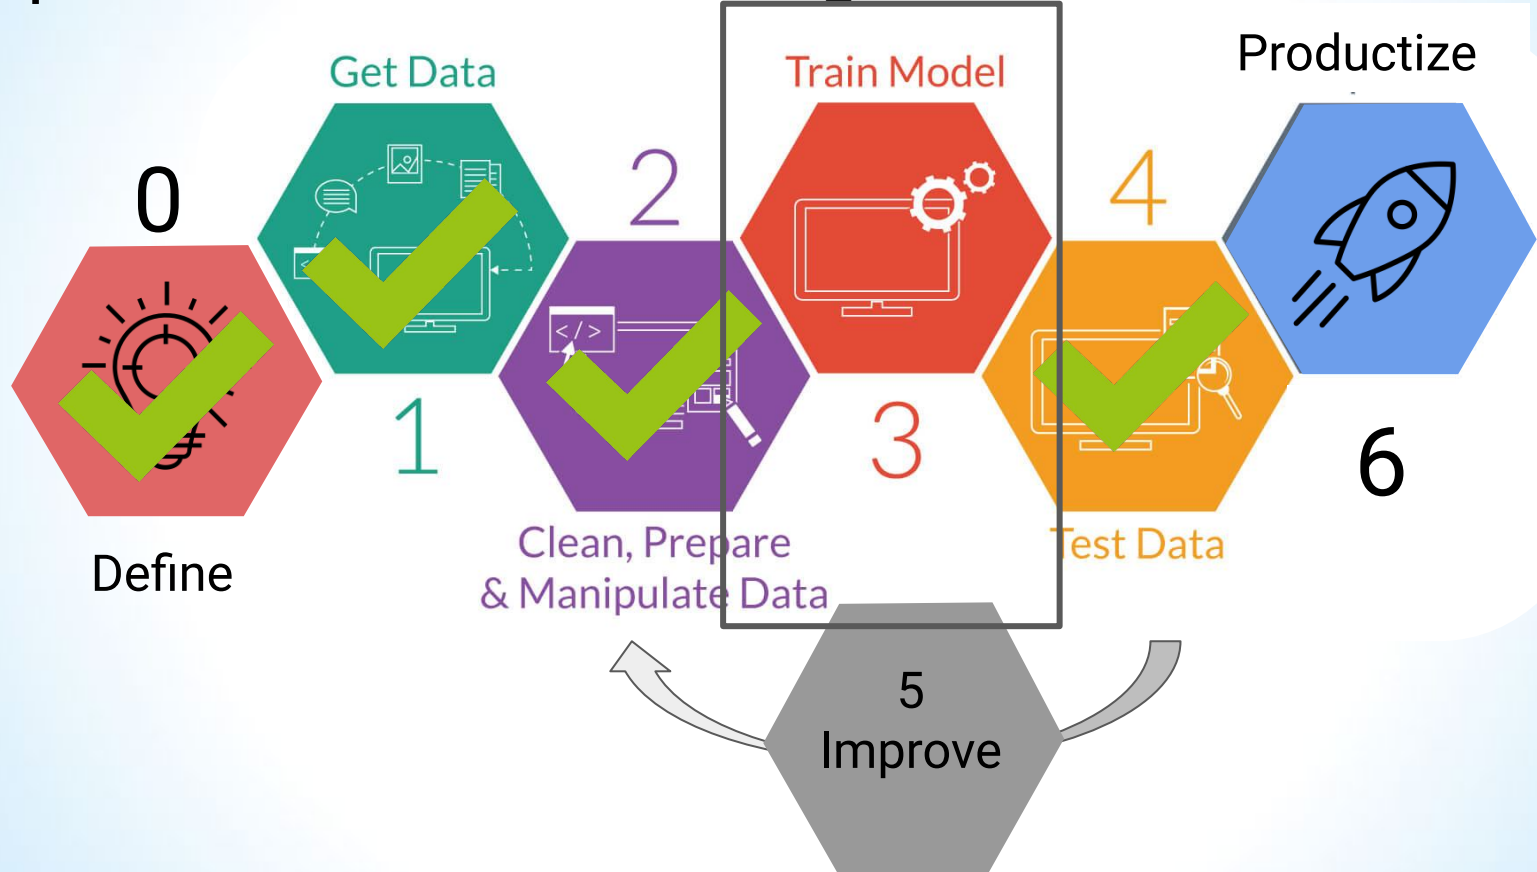 0
Define
Get Data
1
2
</>
Clean, Prepare
& Manipulate Data
Train Model
3
4
Test Data
5
Improve
Productize
6